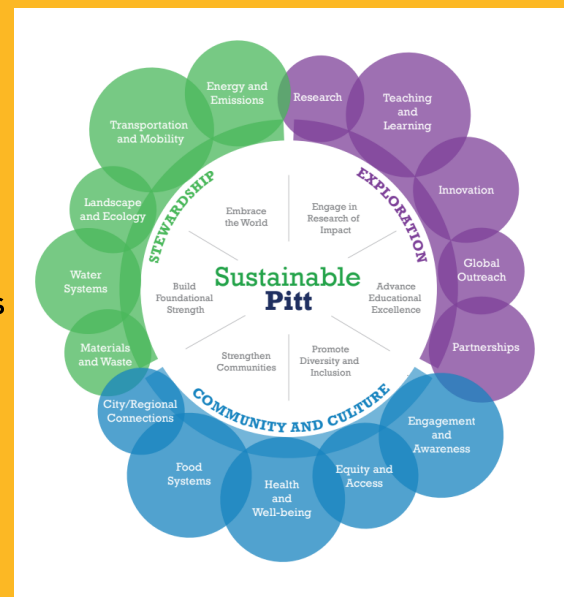 Energy and
Emissions
Research
Teaching
and
Learning
Transportation
and Mobility
Innovation
Landscape
and Ecology
Global
Outreach
Water
Systems
Partnerships
Materials
and Waste
City/Regional
Connections
Engagement
and
Awareness
Food
Systems
Equity and
Access
Health
and
Well-being
STEWARDSHIP
EXPLORATION
COMMUNITY AND CULTURE
Embrace
the World
Engage in
Research of
Impact
Build
Foundational
Strength
Sustainable
Pitt
Advance
Educational
Excellence
Strengthen
Communities
Promote
Diversity and
Inclusion
s